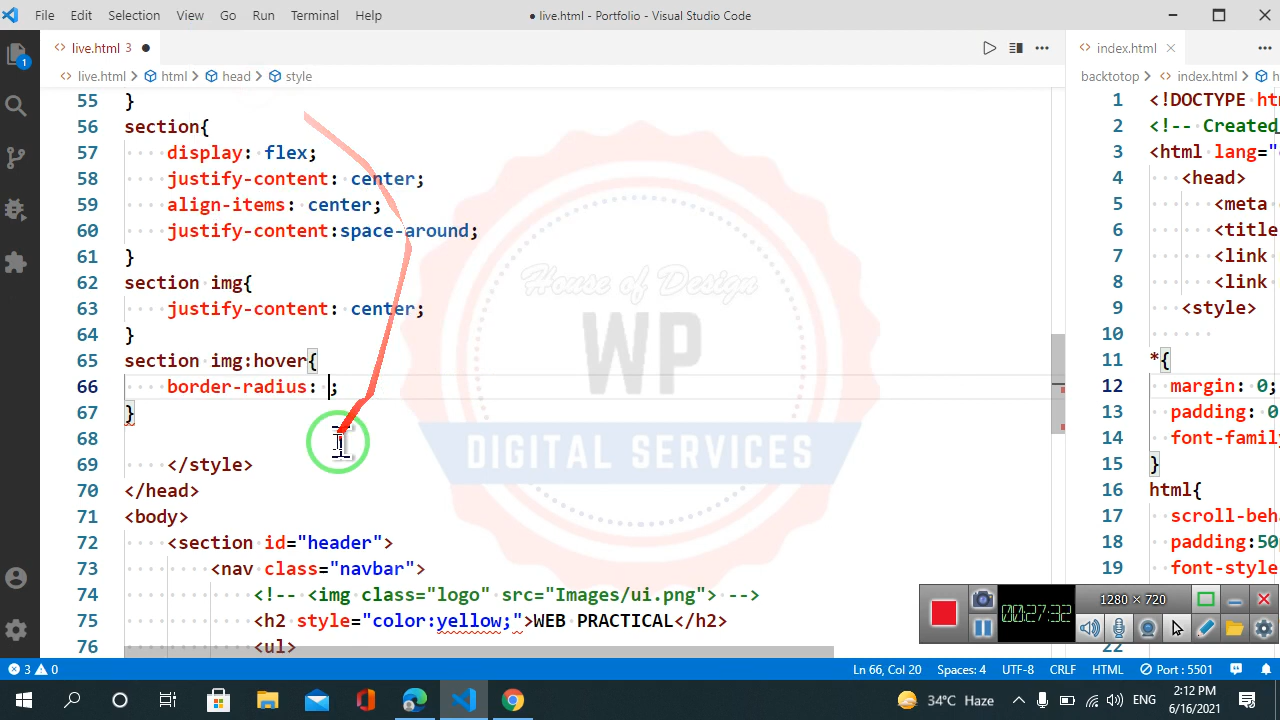 File Edit Selection View Go Run Terminal Help
● live.html - Portfolio - Visual Studio Code
live.html 3 ●
index.html
live.html > html > head > style
backtotop > index.html >
55 }
56 section{
57 display: flex;
58 justify-content: center;
59 align-items: center;
60 justify-content:space-around;
61 }
62 section img{
63 justify-content: center;
64 }
65 section img:hover{
66 border-radius: ;
67 }
68
69 </style>
70 </head>
71 <body>
72 <section id="header">
73 <nav class="navbar">
74 <!-- <img class="logo" src="Images/ui.png"> -->
75 <h2 style="color:yellow;">WEB PRACTICAL</h2>
76 <ul>
1 <!DOCTYPE ht
2 <!-- Created
3 <html lang="
4 <head>
5 <meta
6 <title
7 <link
8 <link
9 <style>
10
11 *{
12 margin: 0;
13 padding: 0
14 font-famil
15 }
16 html{
17 scroll-beh
18 padding:50
19 font-style
22
House of Design
WP
DIGITAL SERVICES
1
00:27:32
1280 × 720
3 0
Ln 66, Col 20 Spaces: 4 UTF-8 CRLF HTML Port : 5501
34°C Haze
ENG
2:12 PM
6/16/2021